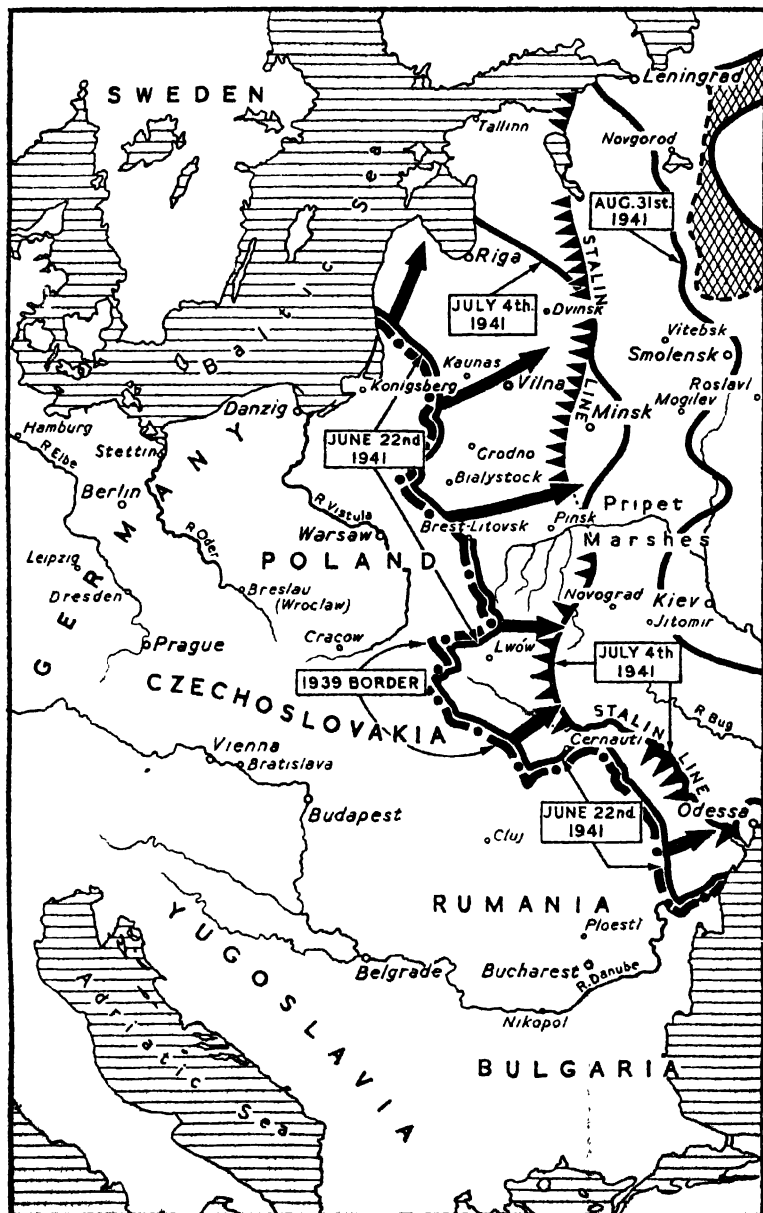 Leningrad
SWEDEN
Tallinn
Novgorod
Baltic Sea
AUG. 31st.
1941
Riga
STALIN LINE
JULY 4th.
1941
Dvinsk
Vitebsk
Smolensk
Kaunas
Konigsberg
Vilna
Roslavl
Mogilev
Danzig
Minsk
Hamburg
R Elbe
Stettin
JUNE 22nd
1941
Grodno
Bialystock
GERMANY
Berlin
R Vistula
Pripet
Marshes
R Oder
Warsaw
Brest-Litovsk
Pinsk
POLAND
Leipzig
Dresden
Breslau
(Wroclaw)
Novograd
Kiev
Jitomir
Prague
Cracow
Lwów
JULY 4th
1941
1939 BORDER
CZECHOSLOVAKIA
STALIN LINE
R Bug
Vienna
Bratislava
Cernauti
Budapest
JUNE 22nd
1941
Odessa
Cluj
RUMANIA
YUGOSLAVIA
Ploesti
Belgrade
Bucharest
R. Danube
Adriatic Sea
Nikopol
BULGARIA